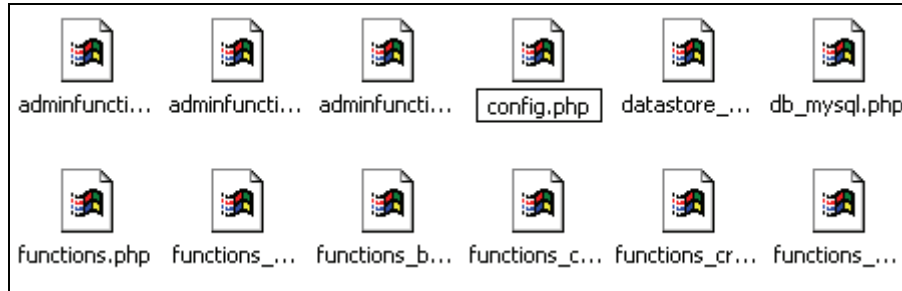 adminfuncti... adminfuncti... adminfuncti... config.php datastore_... db_mysql.php
functions.php functions_... functions_b... functions_c... functions_cr... functions_...